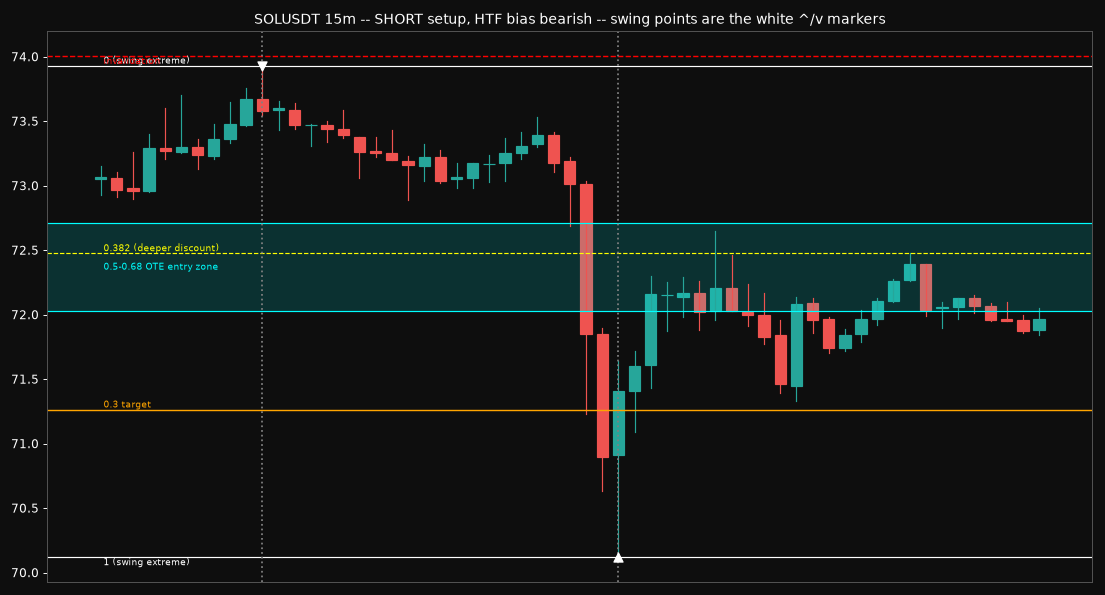 SOLUSDT 15m -- SHORT setup, HTF bias bearish -- swing points are the white ^/v markers
74.0
0 (swing extreme)
73.5
73.0
72.5
0.382 (deeper discount)
0.5-0.68 OTE entry zone
72.0
71.5
0.3 target
71.0
70.5
1 (swing extreme)
70.0